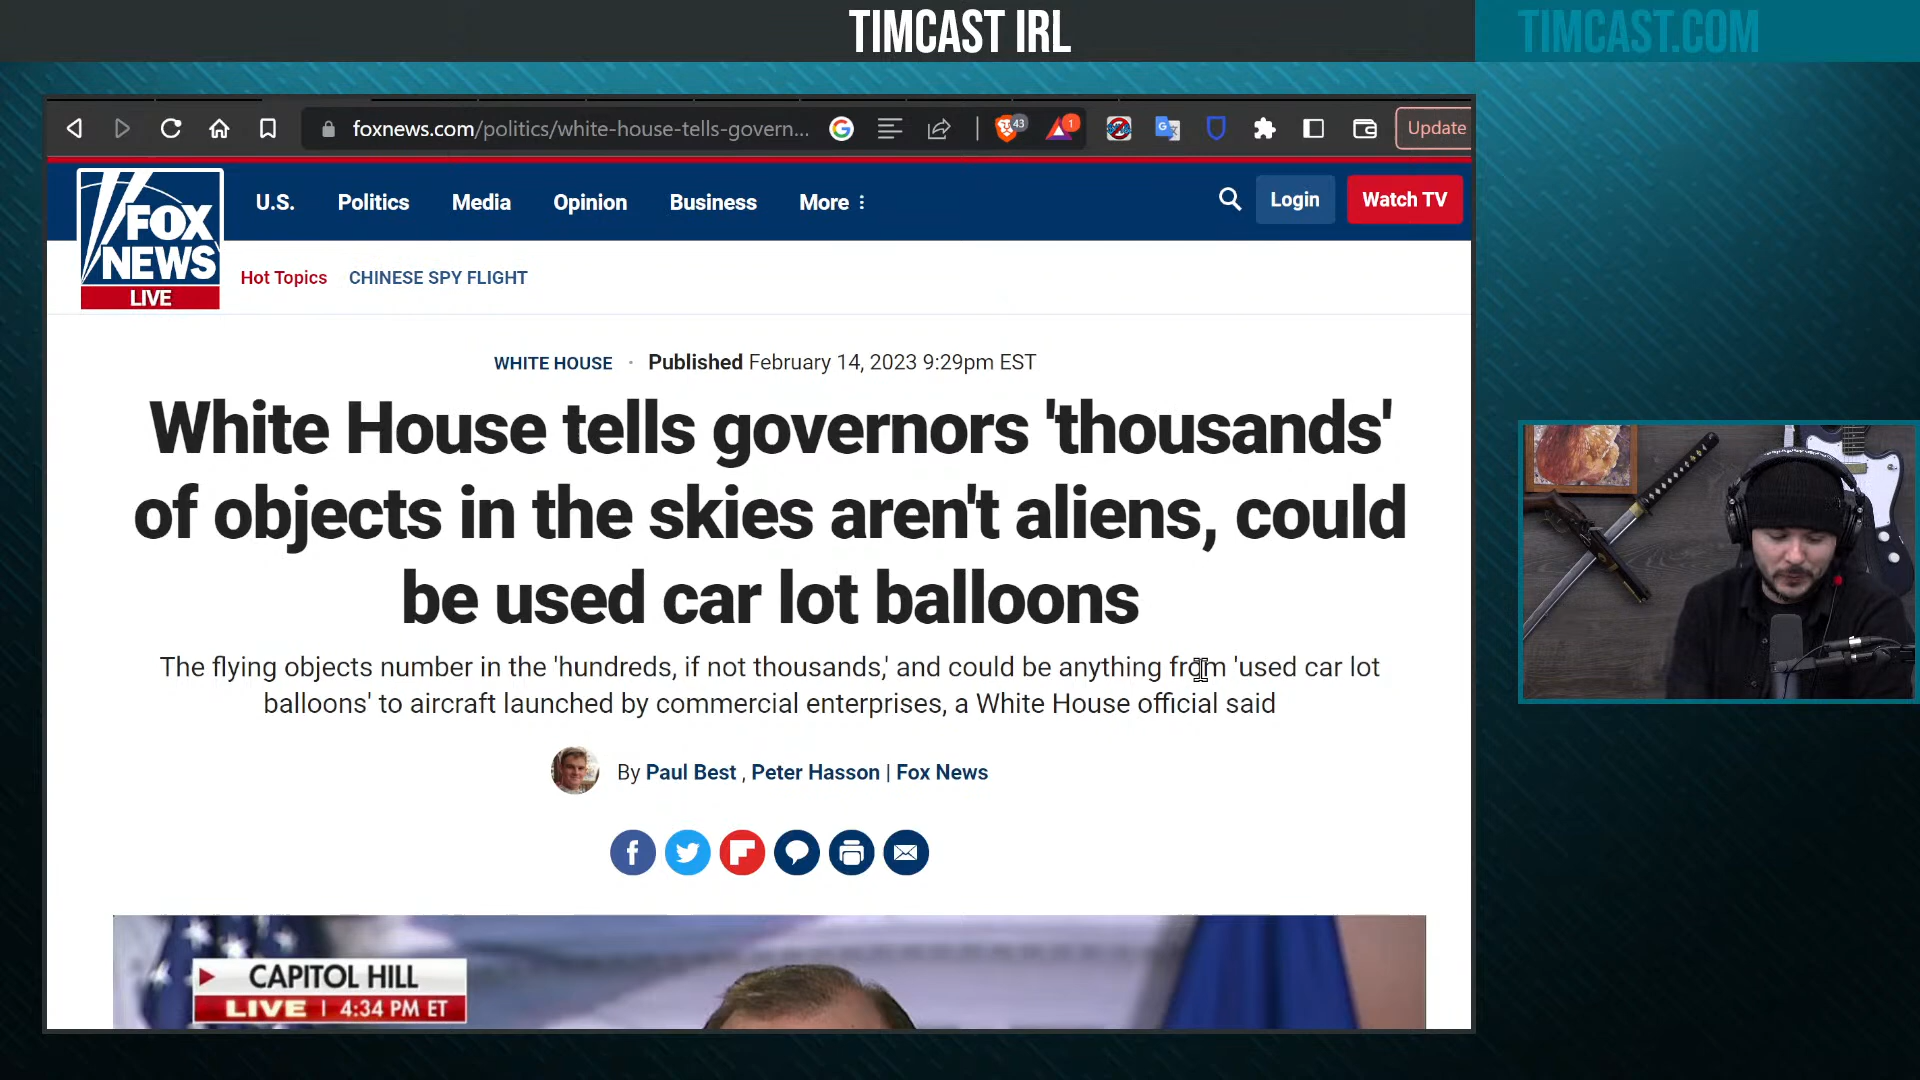 TIMCAST IRL
TIMCAST.COM
foxnews.com/politics/white-house-tells-govern...
43
1
Update
FOX NEWS
LIVE
U.S.
Politics
Media
Opinion
Business
More
Login
Watch TV
Hot Topics
CHINESE SPY FLIGHT
WHITE HOUSE · Published February 14, 2023 9:29pm EST
White House tells governors 'thousands'
of objects in the skies aren't aliens, could
be used car lot balloons
The flying objects number in the 'hundreds, if not thousands,' and could be anything from 'used car lot
balloons' to aircraft launched by commercial enterprises, a White House official said
By Paul Best , Peter Hasson | Fox News
CAPITOL HILL
LIVE | 4:34 PM ET